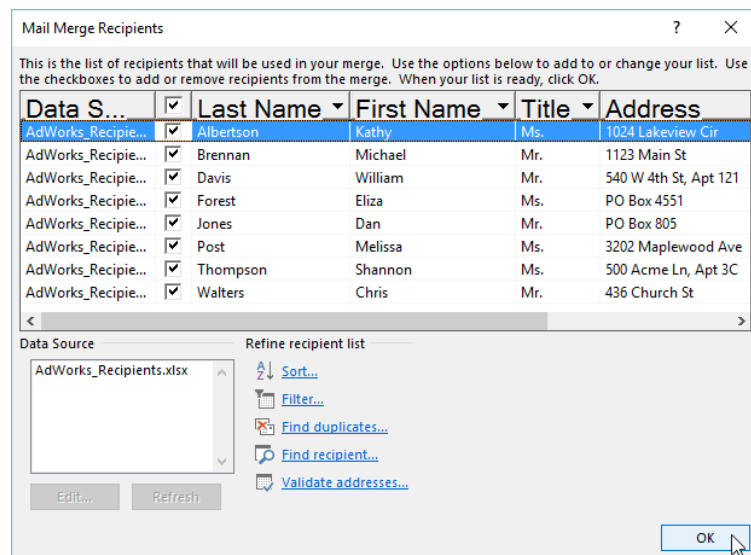 Mail Merge Recipients
This is the list of recipients that will be used in your merge. Use the options below to add to or change your list. Use
the checkboxes to add or remove recipients from the merge. When your list is ready, click OK.
Data S... Last Name First Name Title Address
AdWorks_Recipie... Albertson Kathy Ms. 1024 Lakeview Cir
AdWorks_Recipie... Brennan Michael Mr. 1123 Main St
AdWorks_Recipie... Davis William Mr. 540 W 4th St, Apt 121
AdWorks_Recipie... Forest Eliza Ms. PO Box 4551
AdWorks_Recipie... Jones Dan Mr. PO Box 805
AdWorks_Recipie... Post Melissa Ms. 3202 Maplewood Ave
AdWorks_Recipie... Thompson Shannon Ms. 500 Acme Ln, Apt 3C
AdWorks_Recipie... Walters Chris Mr. 436 Church St
Data Source Refine recipient list
AdWorks_Recipients.xlsx
Sort...
Filter...
Find duplicates...
Find recipient...
Validate addresses...
Edit... Refresh
OK